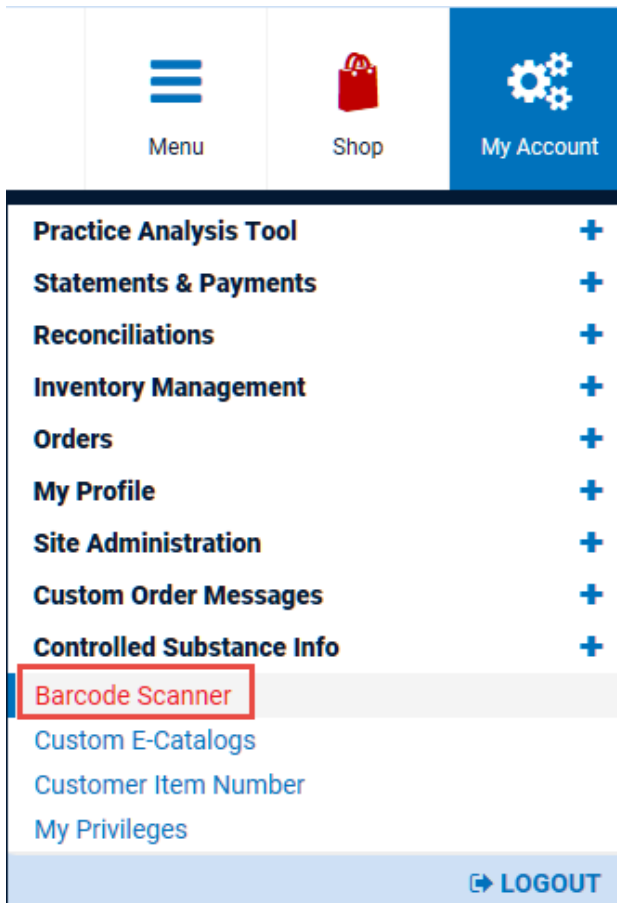 Menu
Shop
My Account
Practice Analysis Tool
Statements & Payments
Reconciliations
Inventory Management
Orders
My Profile
Site Administration
Custom Order Messages
Controlled Substance Info
Barcode Scanner
Custom E-Catalogs
Customer Item Number
My Privileges
LOGOUT